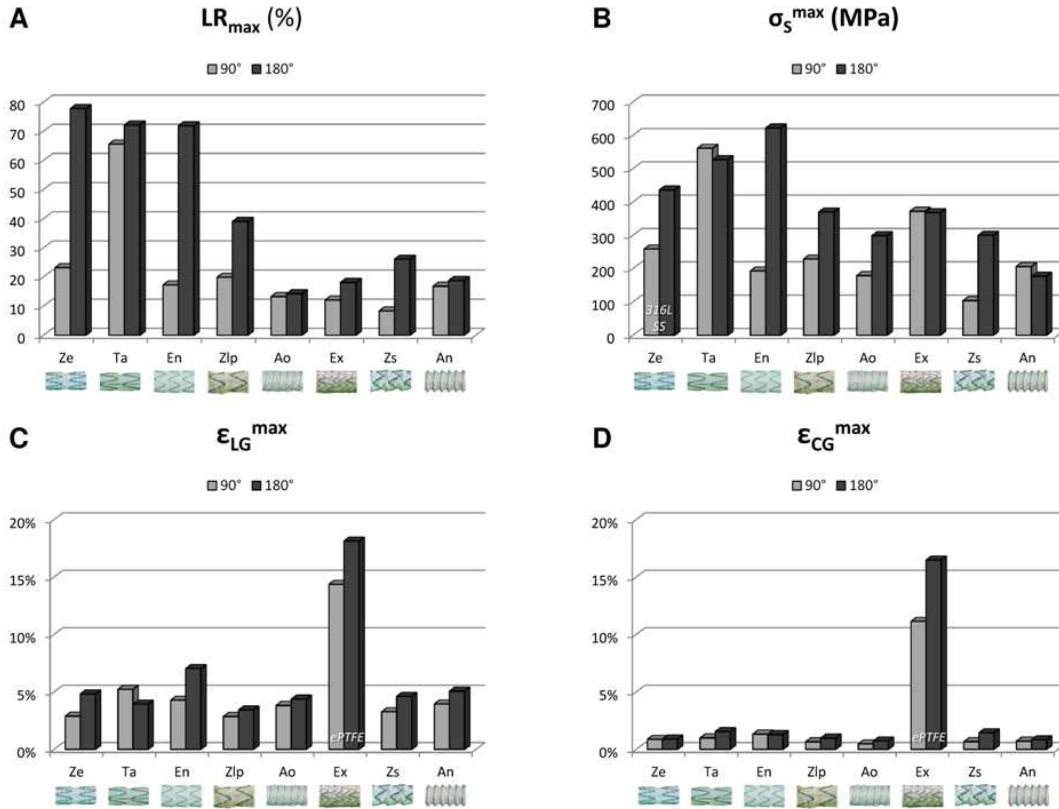 A
LRmax (%)
90° 180°
80
70
60
50
40
30
20
10
0
Ze Ta En Zlp Ao Ex Zs An
B
σSmax (MPa)
90° 180°
700
600
500
400
300
200
100
0
316L
SS
Ze Ta En Zlp Ao Ex Zs An
C
εLGmax
90° 180°
20%
15%
10%
5%
0%
ePTFE
Ze Ta En Zlp Ao Ex Zs An
D
εCGmax
90° 180°
20%
15%
10%
5%
0%
ePTFE
Ze Ta En Zlp Ao Ex Zs An